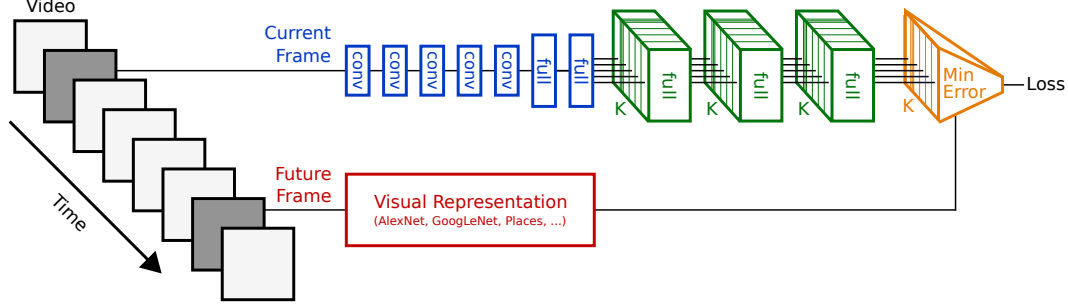 Video
Time
Current
Frame
conv
conv
conv
conv
conv
full
full
K
full
K
full
K
full
K
Min
Error
Loss
Future
Frame
Visual Representation
(AlexNet, GoogLeNet, Places, ...)